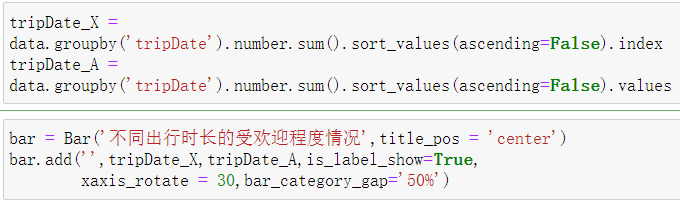 tripDate_X =
data.groupby('tripDate').number.sum().sort_values(ascending=False).index
tripDate_A =
data.groupby('tripDate').number.sum().sort_values(ascending=False).values
bar = Bar('不同出行时长的受欢迎程度情况',title_pos = 'center')
bar.add('',tripDate_X,tripDate_A,is_label_show=True,
xaxis_rotate = 30,bar_category_gap='50%')